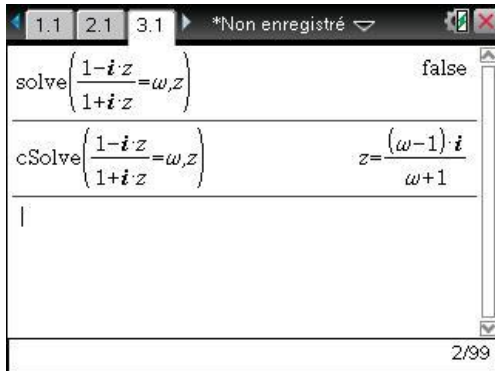 1.1 2.1 3.1 *Non enregistré
solve((1-i·z)/(1+i·z)=ω,z) false
cSolve((1-i·z)/(1+i·z)=ω,z) z=((ω-1)·i)/(ω+1)
2/99